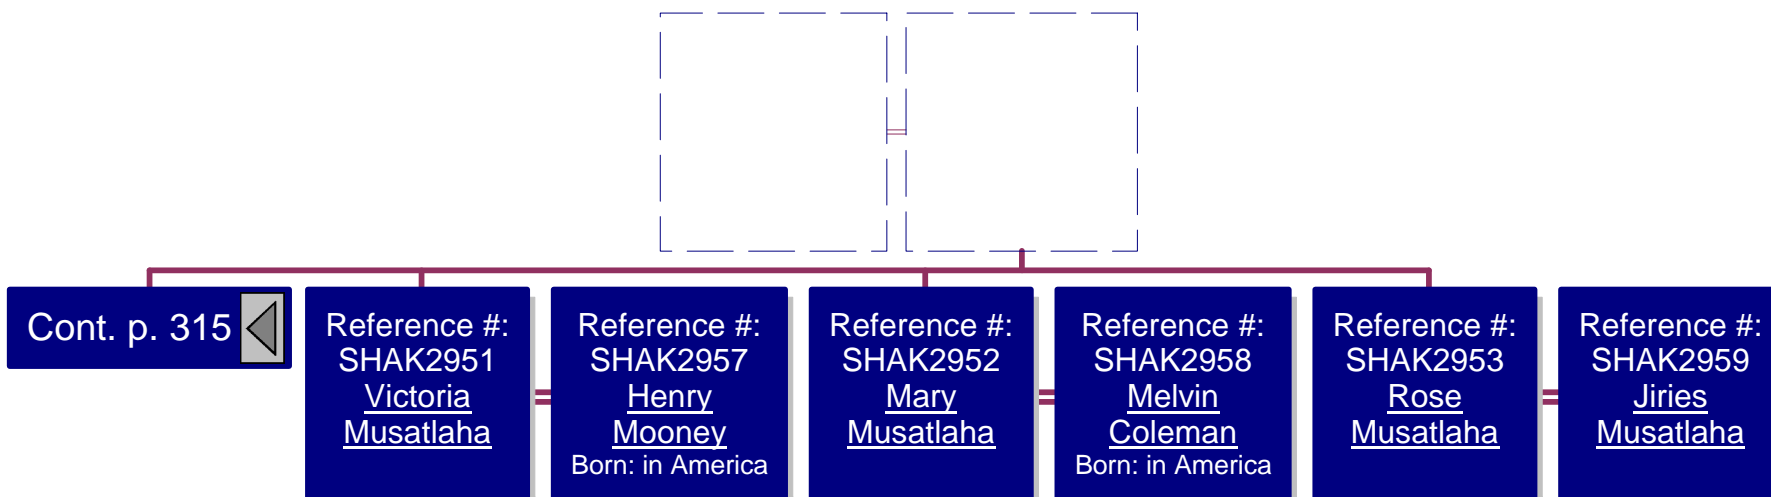 Cont. p. 315
Reference #:
SHAK2951
Victoria
Musatlaha
Reference #:
SHAK2957
Henry
Mooney
Born: in America
Reference #:
SHAK2952
Mary
Musatlaha
Reference #:
SHAK2958
Melvin
Coleman
Born: in America
Reference #:
SHAK2953
Rose
Musatlaha
Reference #:
SHAK2959
Jiries
Musatlaha